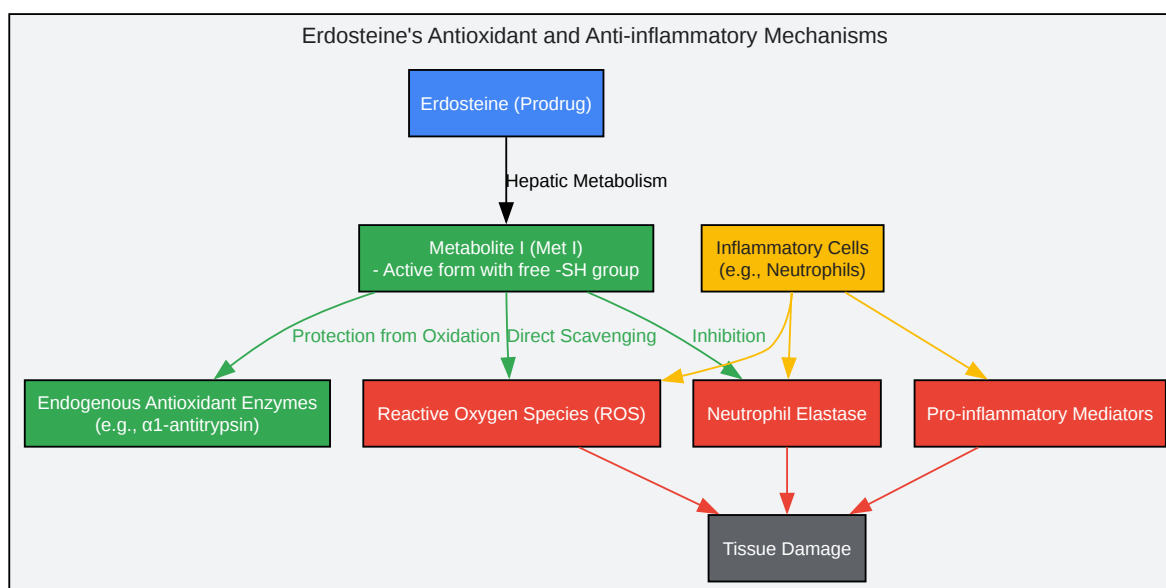 Erdosteine's Antioxidant and Anti-inflammatory Mechanisms
Erdosteine (Prodrug)
Hepatic Metabolism
Metabolite I (Met I)
- Active form with free -SH group
Inflammatory Cells
(e.g., Neutrophils)
Protection from Oxidation
Direct Scavenging
Inhibition
Endogenous Antioxidant Enzymes
(e.g., α1-antitrypsin)
Reactive Oxygen Species (ROS)
Neutrophil Elastase
Pro-inflammatory Mediators
Tissue Damage